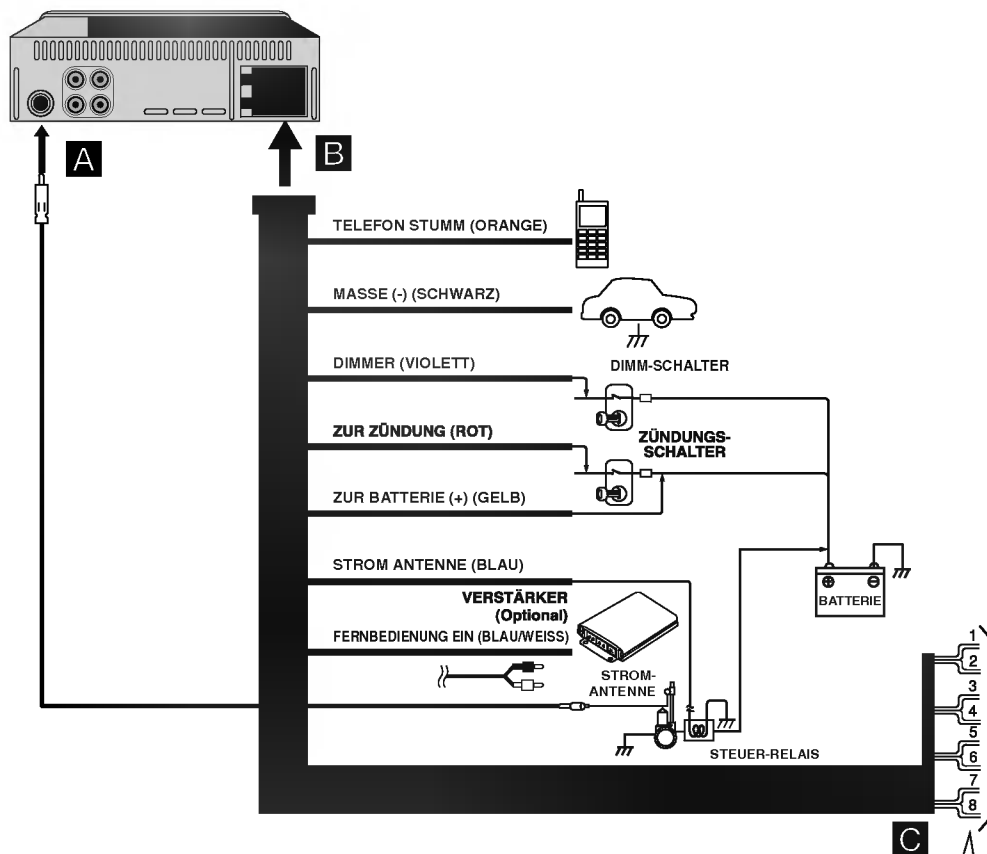 A
B
TELEFON STUMM (ORANGE)
MASSE (-) (SCHWARZ)
DIMMER (VIOLETT)
DIMM-SCHALTER
ZUR ZÜNDUNG (ROT)
ZÜNDUNGS-
SCHALTER
ZUR BATTERIE (+) (GELB)
STROM ANTENNE (BLAU)
BATTERIE
VERSTÄRKER
(Optional)
FERNBEDIENUNG EIN (BLAU/WEISS)
STROM-
ANTENNE
STEUER-RELAIS
1
2
3
4
5
6
7
8
C